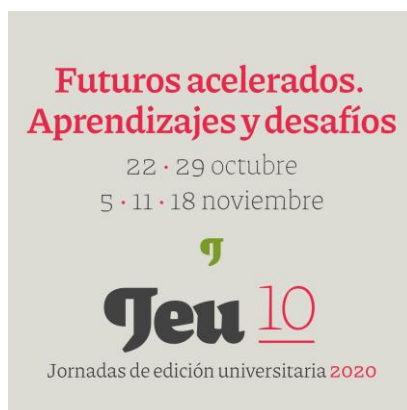 Futuros acelerados.
Aprendizajes y desafíos
22 · 29 octubre
5 · 11 · 18 noviembre
Jeu 10
Jornadas de edición universitaria 2020